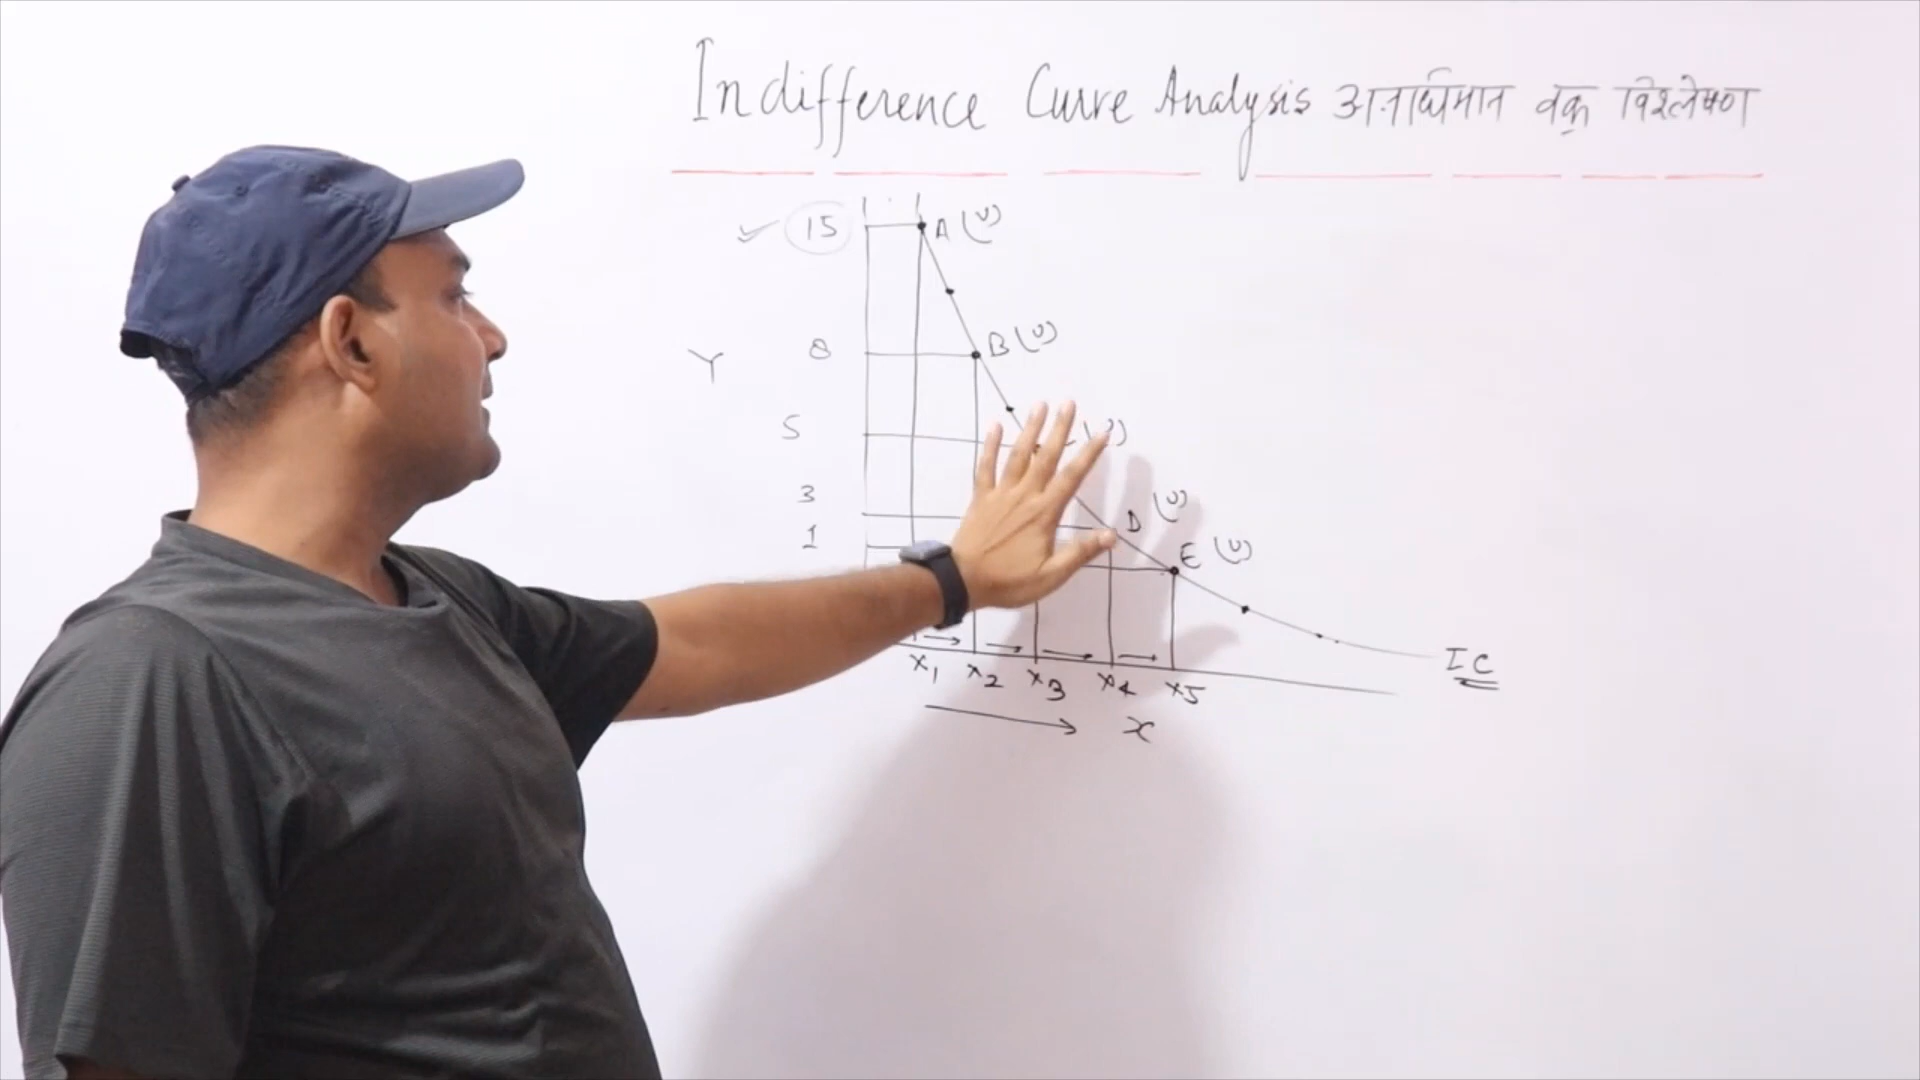 Indifference Curve Analysis अनधिमान वक्र विश्लेषण
15 A (U)
Y 8 B (U)
5 (U)
3 D (U)
1 E (U)
IC
x1 x2 x3 x4 x5
x